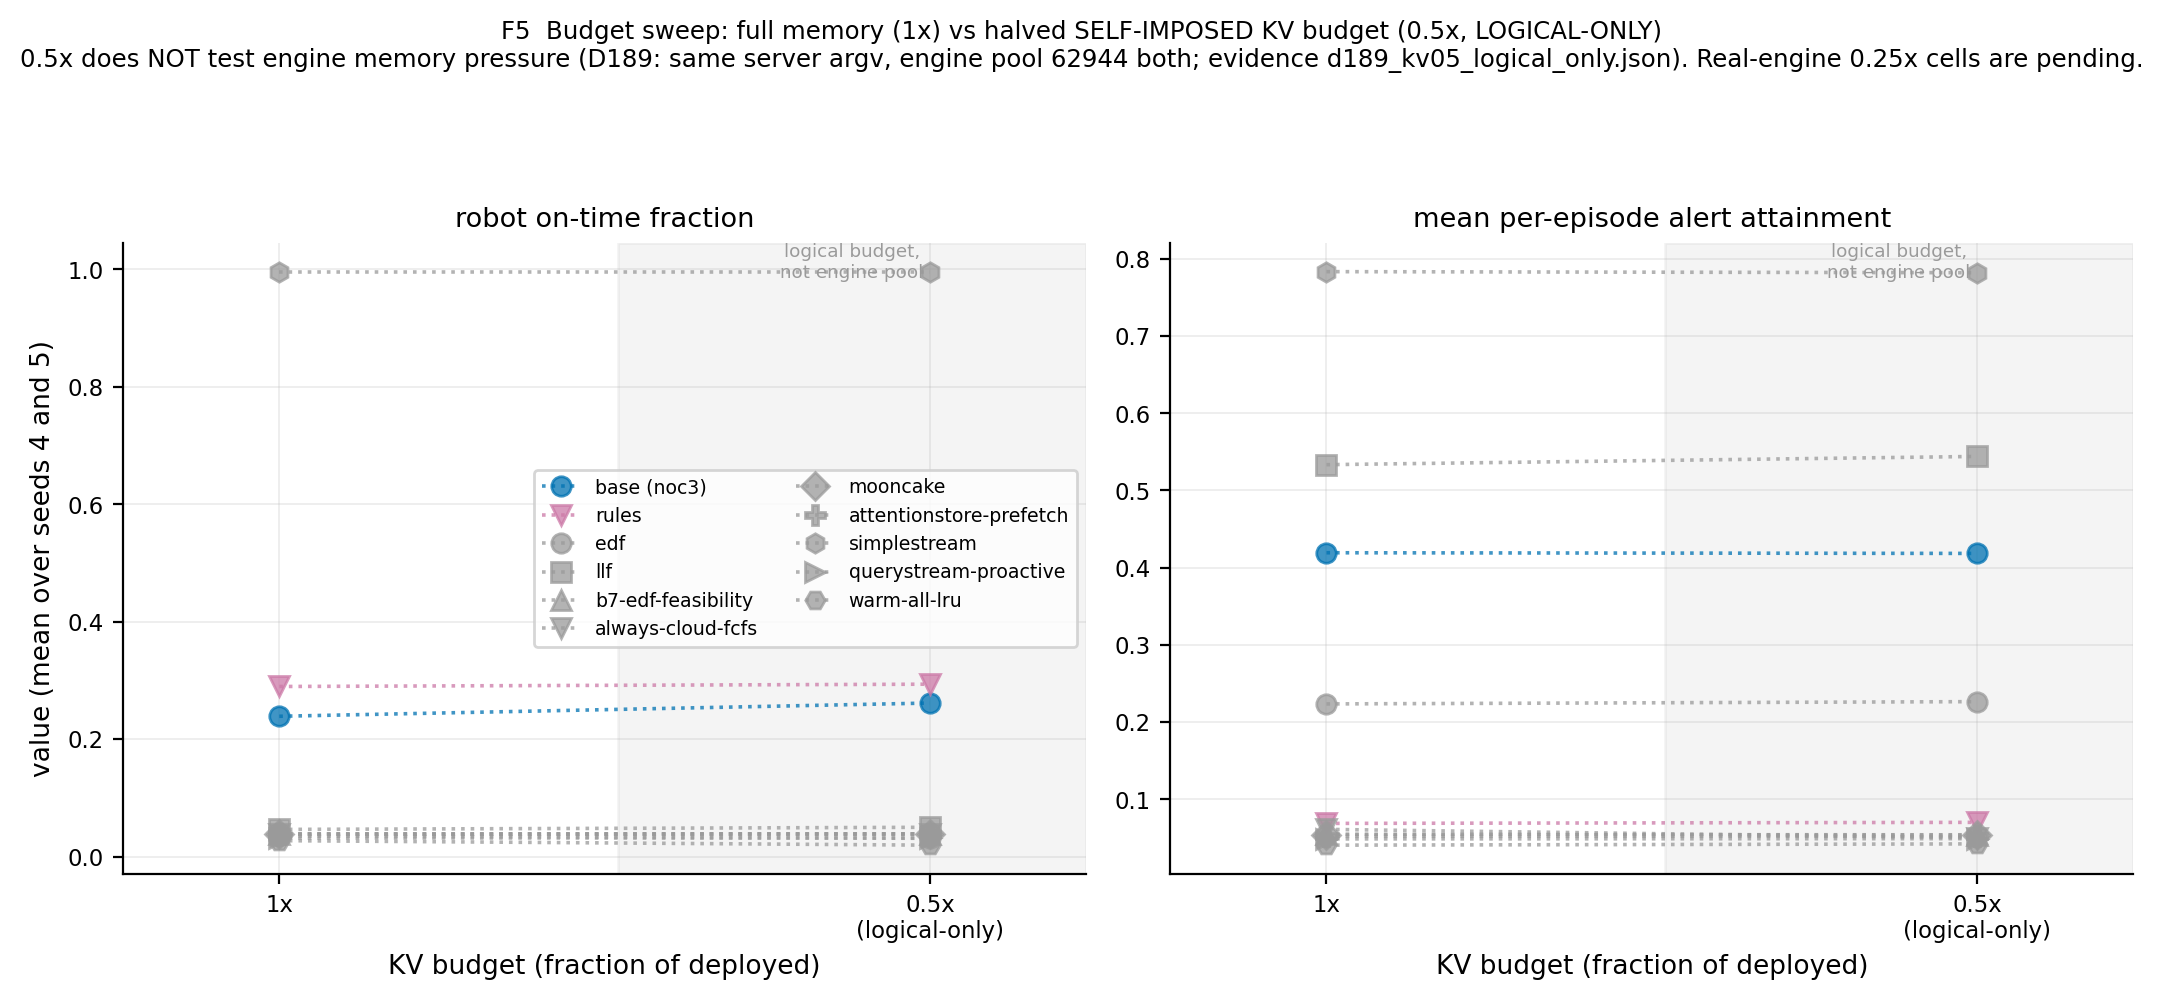 F5  Budget sweep: full memory (1x) vs halved SELF-IMPOSED KV budget (0.5x, LOGICAL-ONLY)
0.5x does NOT test engine memory pressure (D189: same server argv, engine pool 62944 both; evidence d189_kv05_logical_only.json). Real-engine 0.25x cells are pending.
robot on-time fraction
value (mean over seeds 4 and 5)
1.0
0.8
0.6
0.4
0.2
0.0
logical budget,
not engine pool
base (noc3)
rules
edf
llf
b7-edf-feasibility
always-cloud-fcfs
mooncake
attentionstore-prefetch
simplestream
querystream-proactive
warm-all-lru
1x
0.5x
(logical-only)
KV budget (fraction of deployed)
mean per-episode alert attainment
0.8
0.7
0.6
0.5
0.4
0.3
0.2
0.1
logical budget,
not engine pool
1x
0.5x
(logical-only)
KV budget (fraction of deployed)